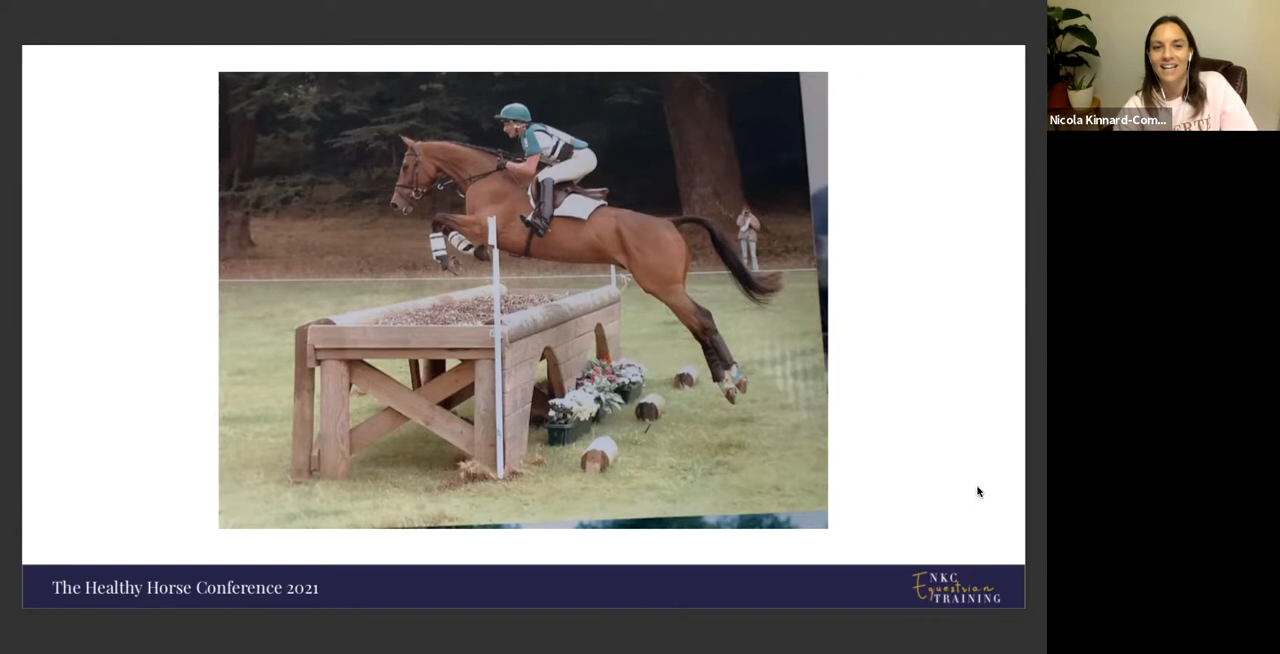 Nicola Kinnard-Com...
The Healthy Horse Conference 2021
NKC
Equestrian
TRAINING